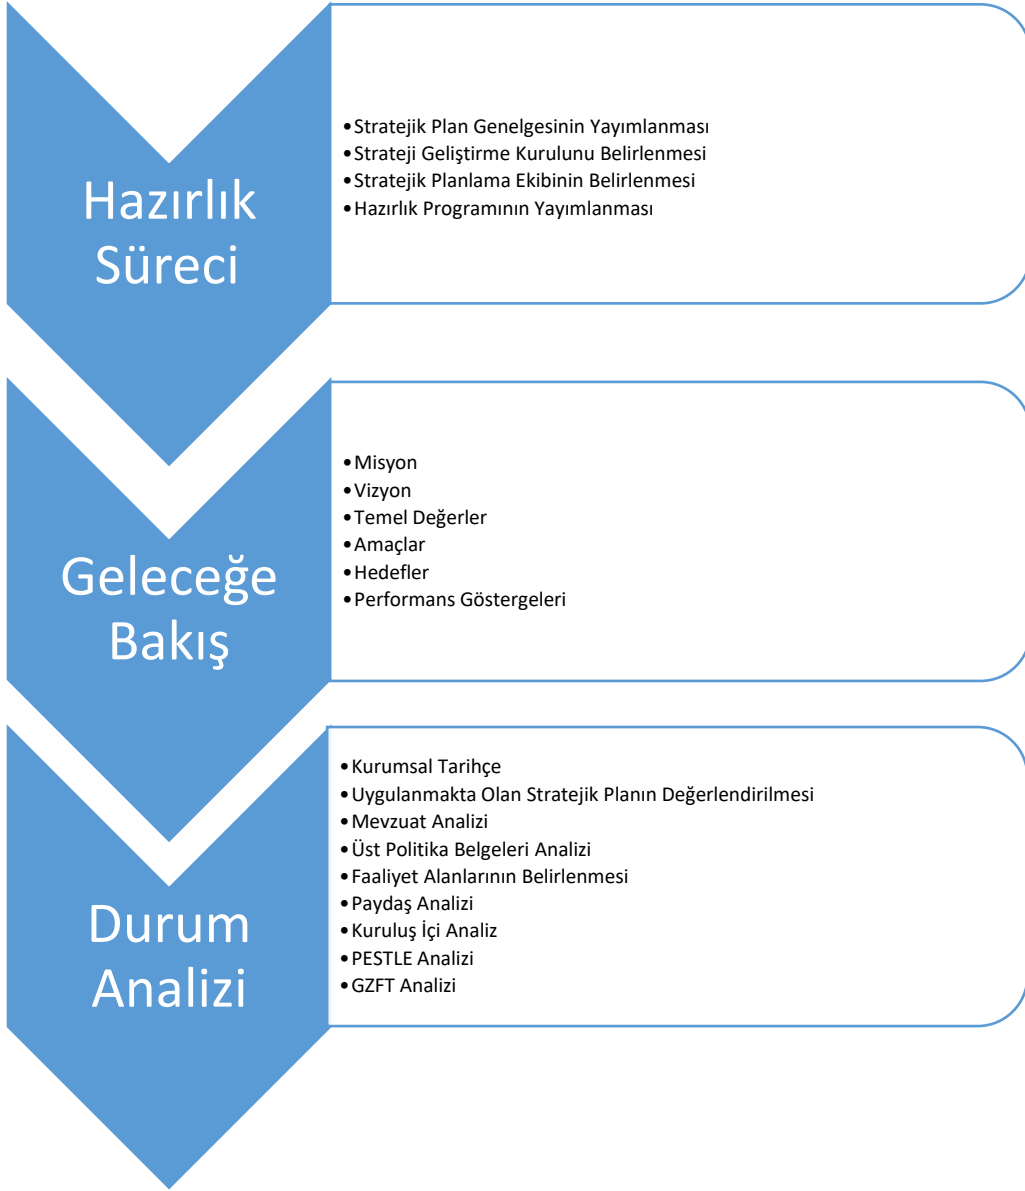 Hazırlık
Süreci
•Stratejik Plan Genelgesinin Yayımlanması
•Strateji Geliştirme Kurulunu Belirlenmesi
•Stratejik Planlama Ekibinin Belirlenmesi
•Hazırlık Programının Yayımlanması
Geleceğe
Bakış
•Misyon
•Vizyon
•Temel Değerler
•Amaçlar
•Hedefler
•Performans Göstergeleri
Durum
Analizi
•Kurumsal Tarihçe
•Uygulanmakta Olan Stratejik Planın Değerlendirilmesi
•Mevzuat Analizi
•Üst Politika Belgeleri Analizi
•Faaliyet Alanlarının Belirlenmesi
•Paydaş Analizi
•Kuruluş İçi Analiz
•PESTLE Analizi
•GZFT Analizi